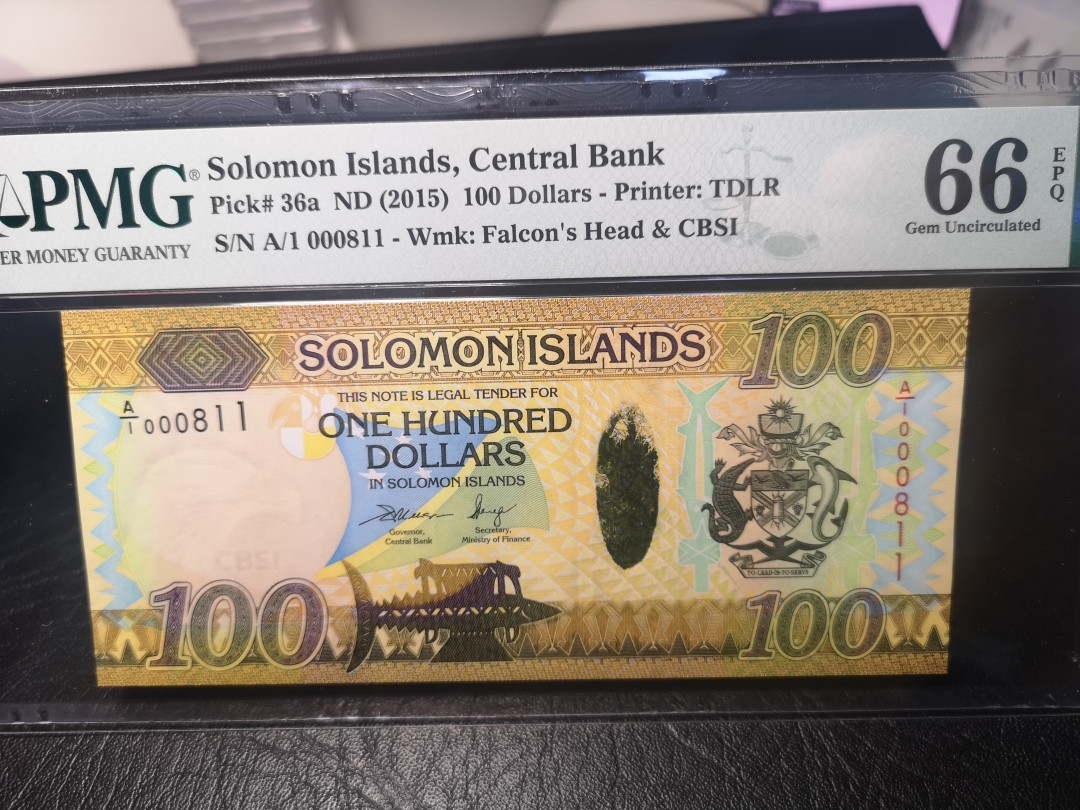 PMG®
ER MONEY GUARANTY
Solomon Islands, Central Bank
Pick# 36a ND (2015) 100 Dollars - Printer: TDLR
S/N A/1 000811 - Wmk: Falcon's Head & CBSI
66
EPQ
Gem Uncirculated
SOLOMON ISLANDS
100
A/1 000811
THIS NOTE IS LEGAL TENDER FOR
ONE HUNDRED
DOLLARS
IN SOLOMON ISLANDS
Governor,
Central Bank
Secretary,
Ministry of Finance
A/1 000811
CBSI
TO·LEAD·IS·TO·SERVE
100
100